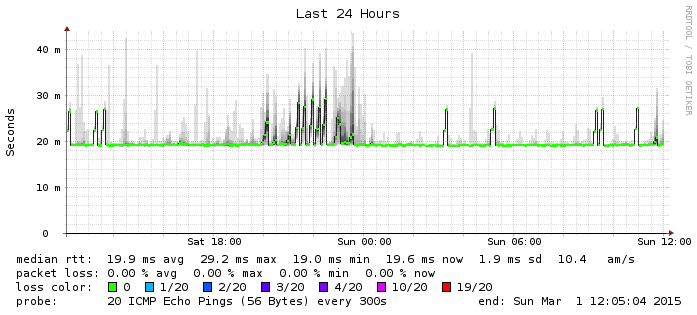 Last 24 Hours
RRDTOOL / TOBI OETIKER
Seconds
40 m
30 m
20 m
10 m
0
Sat 18:00 Sun 00:00 Sun 06:00 Sun 12:00
median rtt: 19.9 ms avg 29.2 ms max 19.0 ms min 19.6 ms now 1.9 ms sd 10.4 am/s
packet loss: 0.00 % avg 0.00 % max 0.00 % min 0.00 % now
loss color: 0 1/20 2/20 3/20 4/20 10/20 19/20
probe: 20 ICMP Echo Pings (56 Bytes) every 300s end: Sun Mar 1 12:05:04 2015